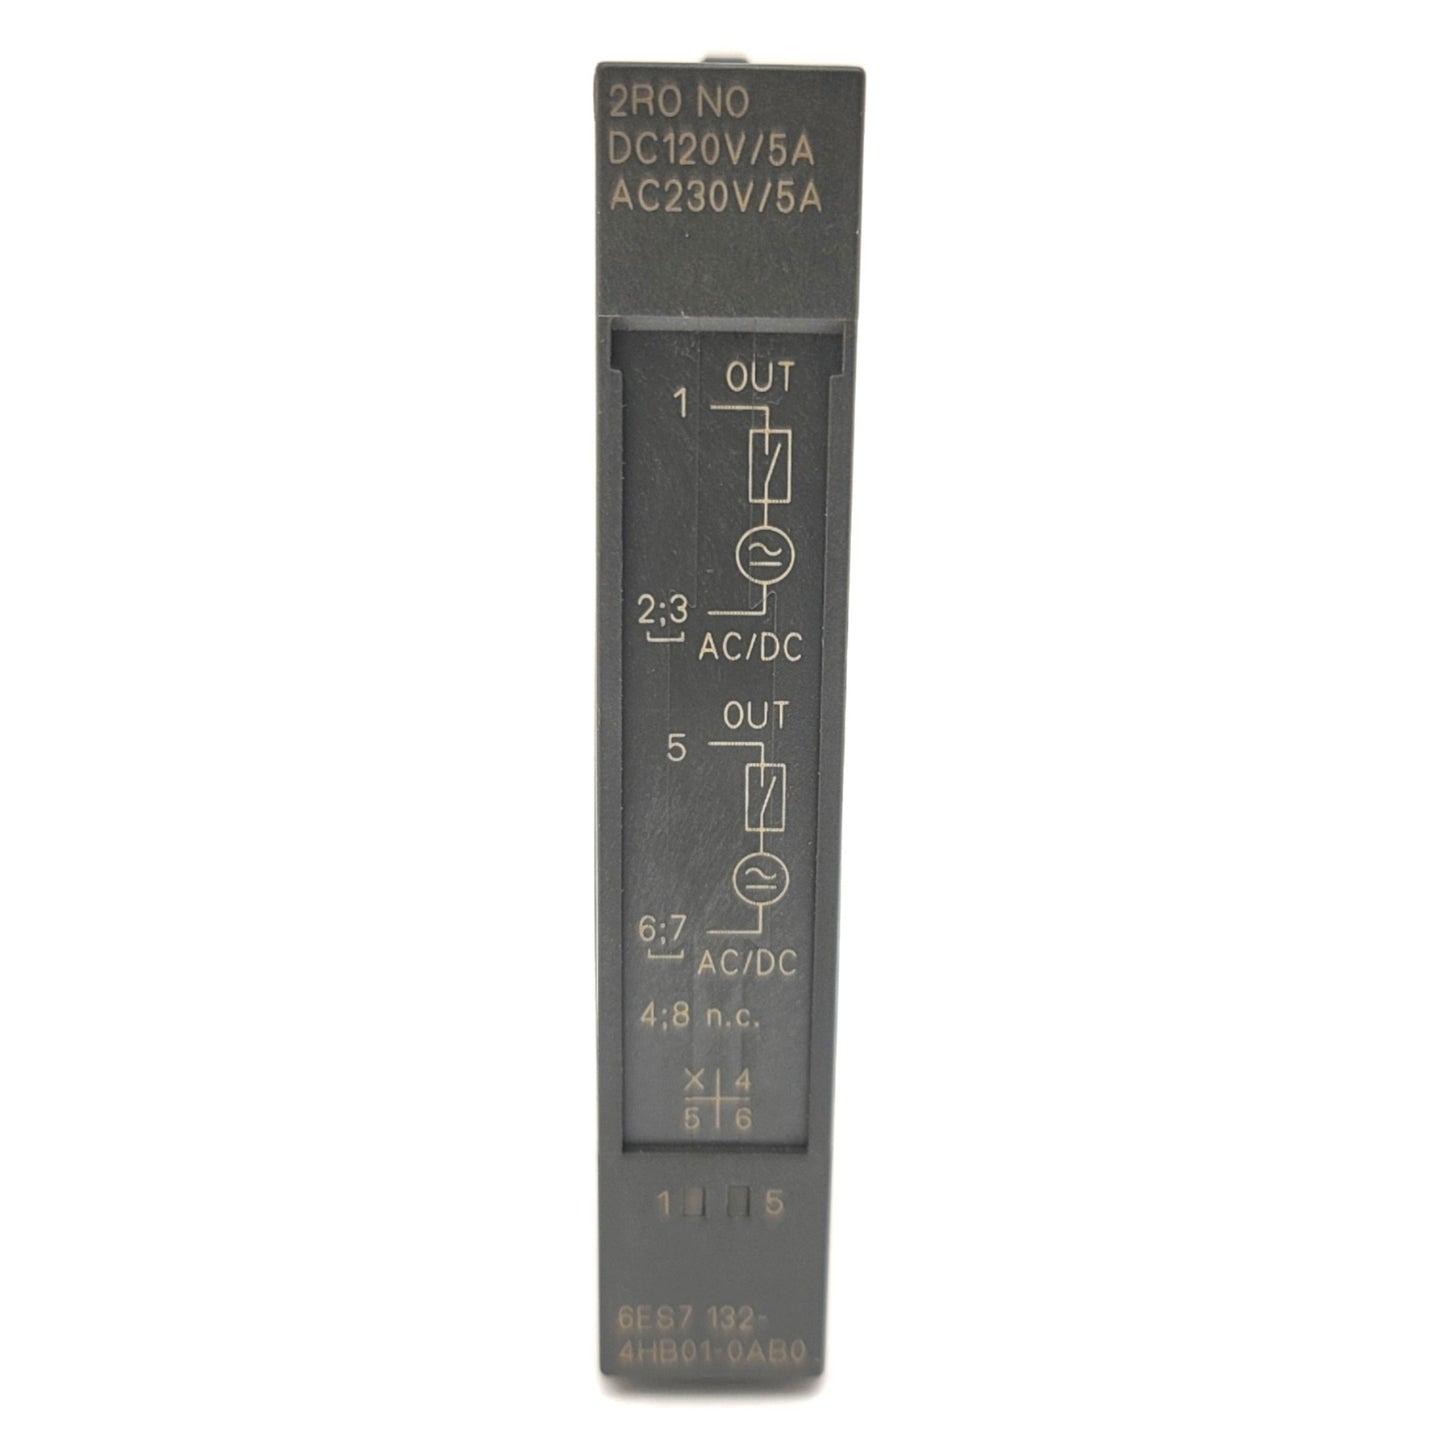 2RO NO
DC120V/5A
AC230V/5A
OUT
1
2;3
AC/DC
OUT
5
6;7
AC/DC
4;8 n.c.
X 4
5 6
1 5
6ES7 132-
4HB01-0AB0